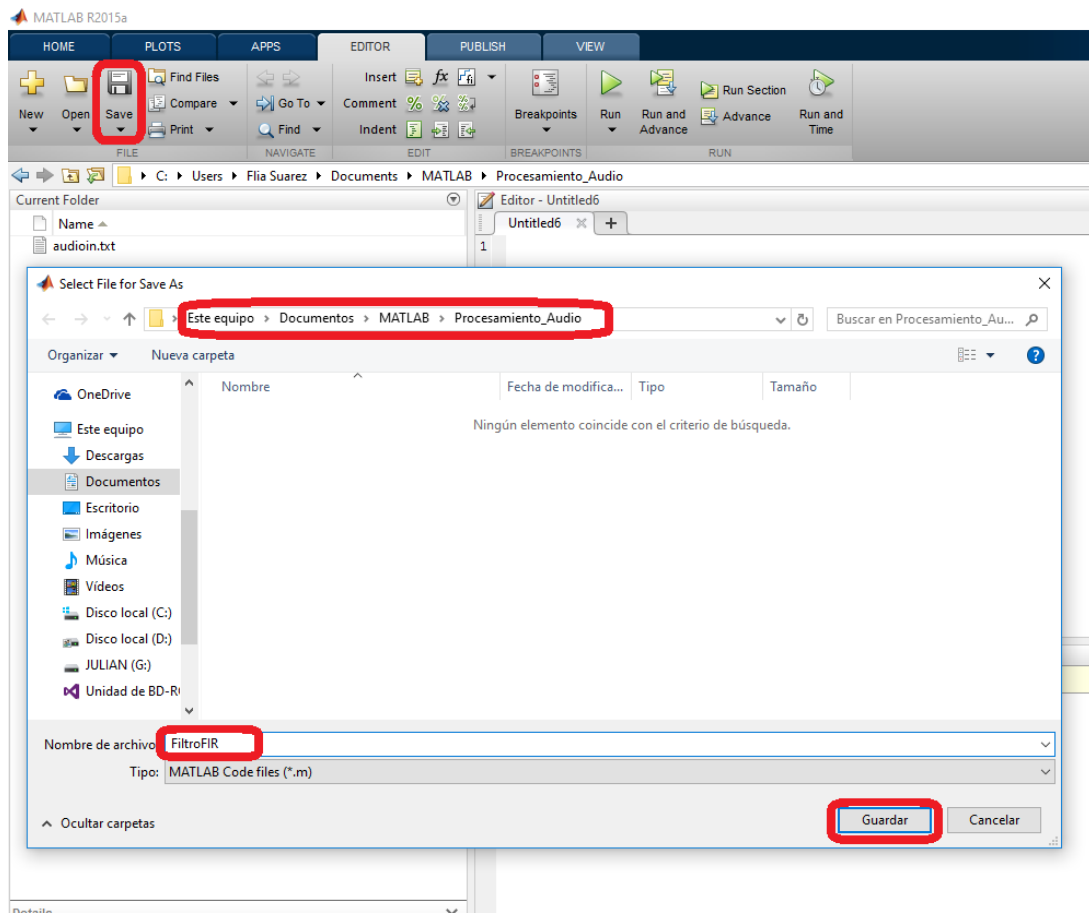 MATLAB R2015a
HOME PLOTS APPS EDITOR PUBLISH VIEW
Find Files Insert fx
New Open Save Compare Go To Comment Breakpoints Run Run and Advance Run Section Advance Run and Time
Print Find Indent
FILE NAVIGATE EDIT BREAKPOINTS RUN
C: Users Flia Suarez Documents MATLAB Procesamiento_Audio
Current Folder Editor - Untitled6
Name Untitled6 +
audioin.txt 1
Select File for Save As
Este equipo Documentos MATLAB Procesamiento_Audio Buscar en Procesamiento_Au...
Organizar Nueva carpeta
Nombre Fecha de modifica... Tipo Tamaño
Ningún elemento coincide con el criterio de búsqueda.
OneDrive
Este equipo
Descargas
Documentos
Escritorio
Imágenes
Música
Vídeos
Disco local (C:)
Disco local (D:)
JULIAN (G:)
Unidad de BD-R
Nombre de archivo FiltroFIR
Tipo: MATLAB Code files (*.m)
Ocultar carpetas Guardar Cancelar